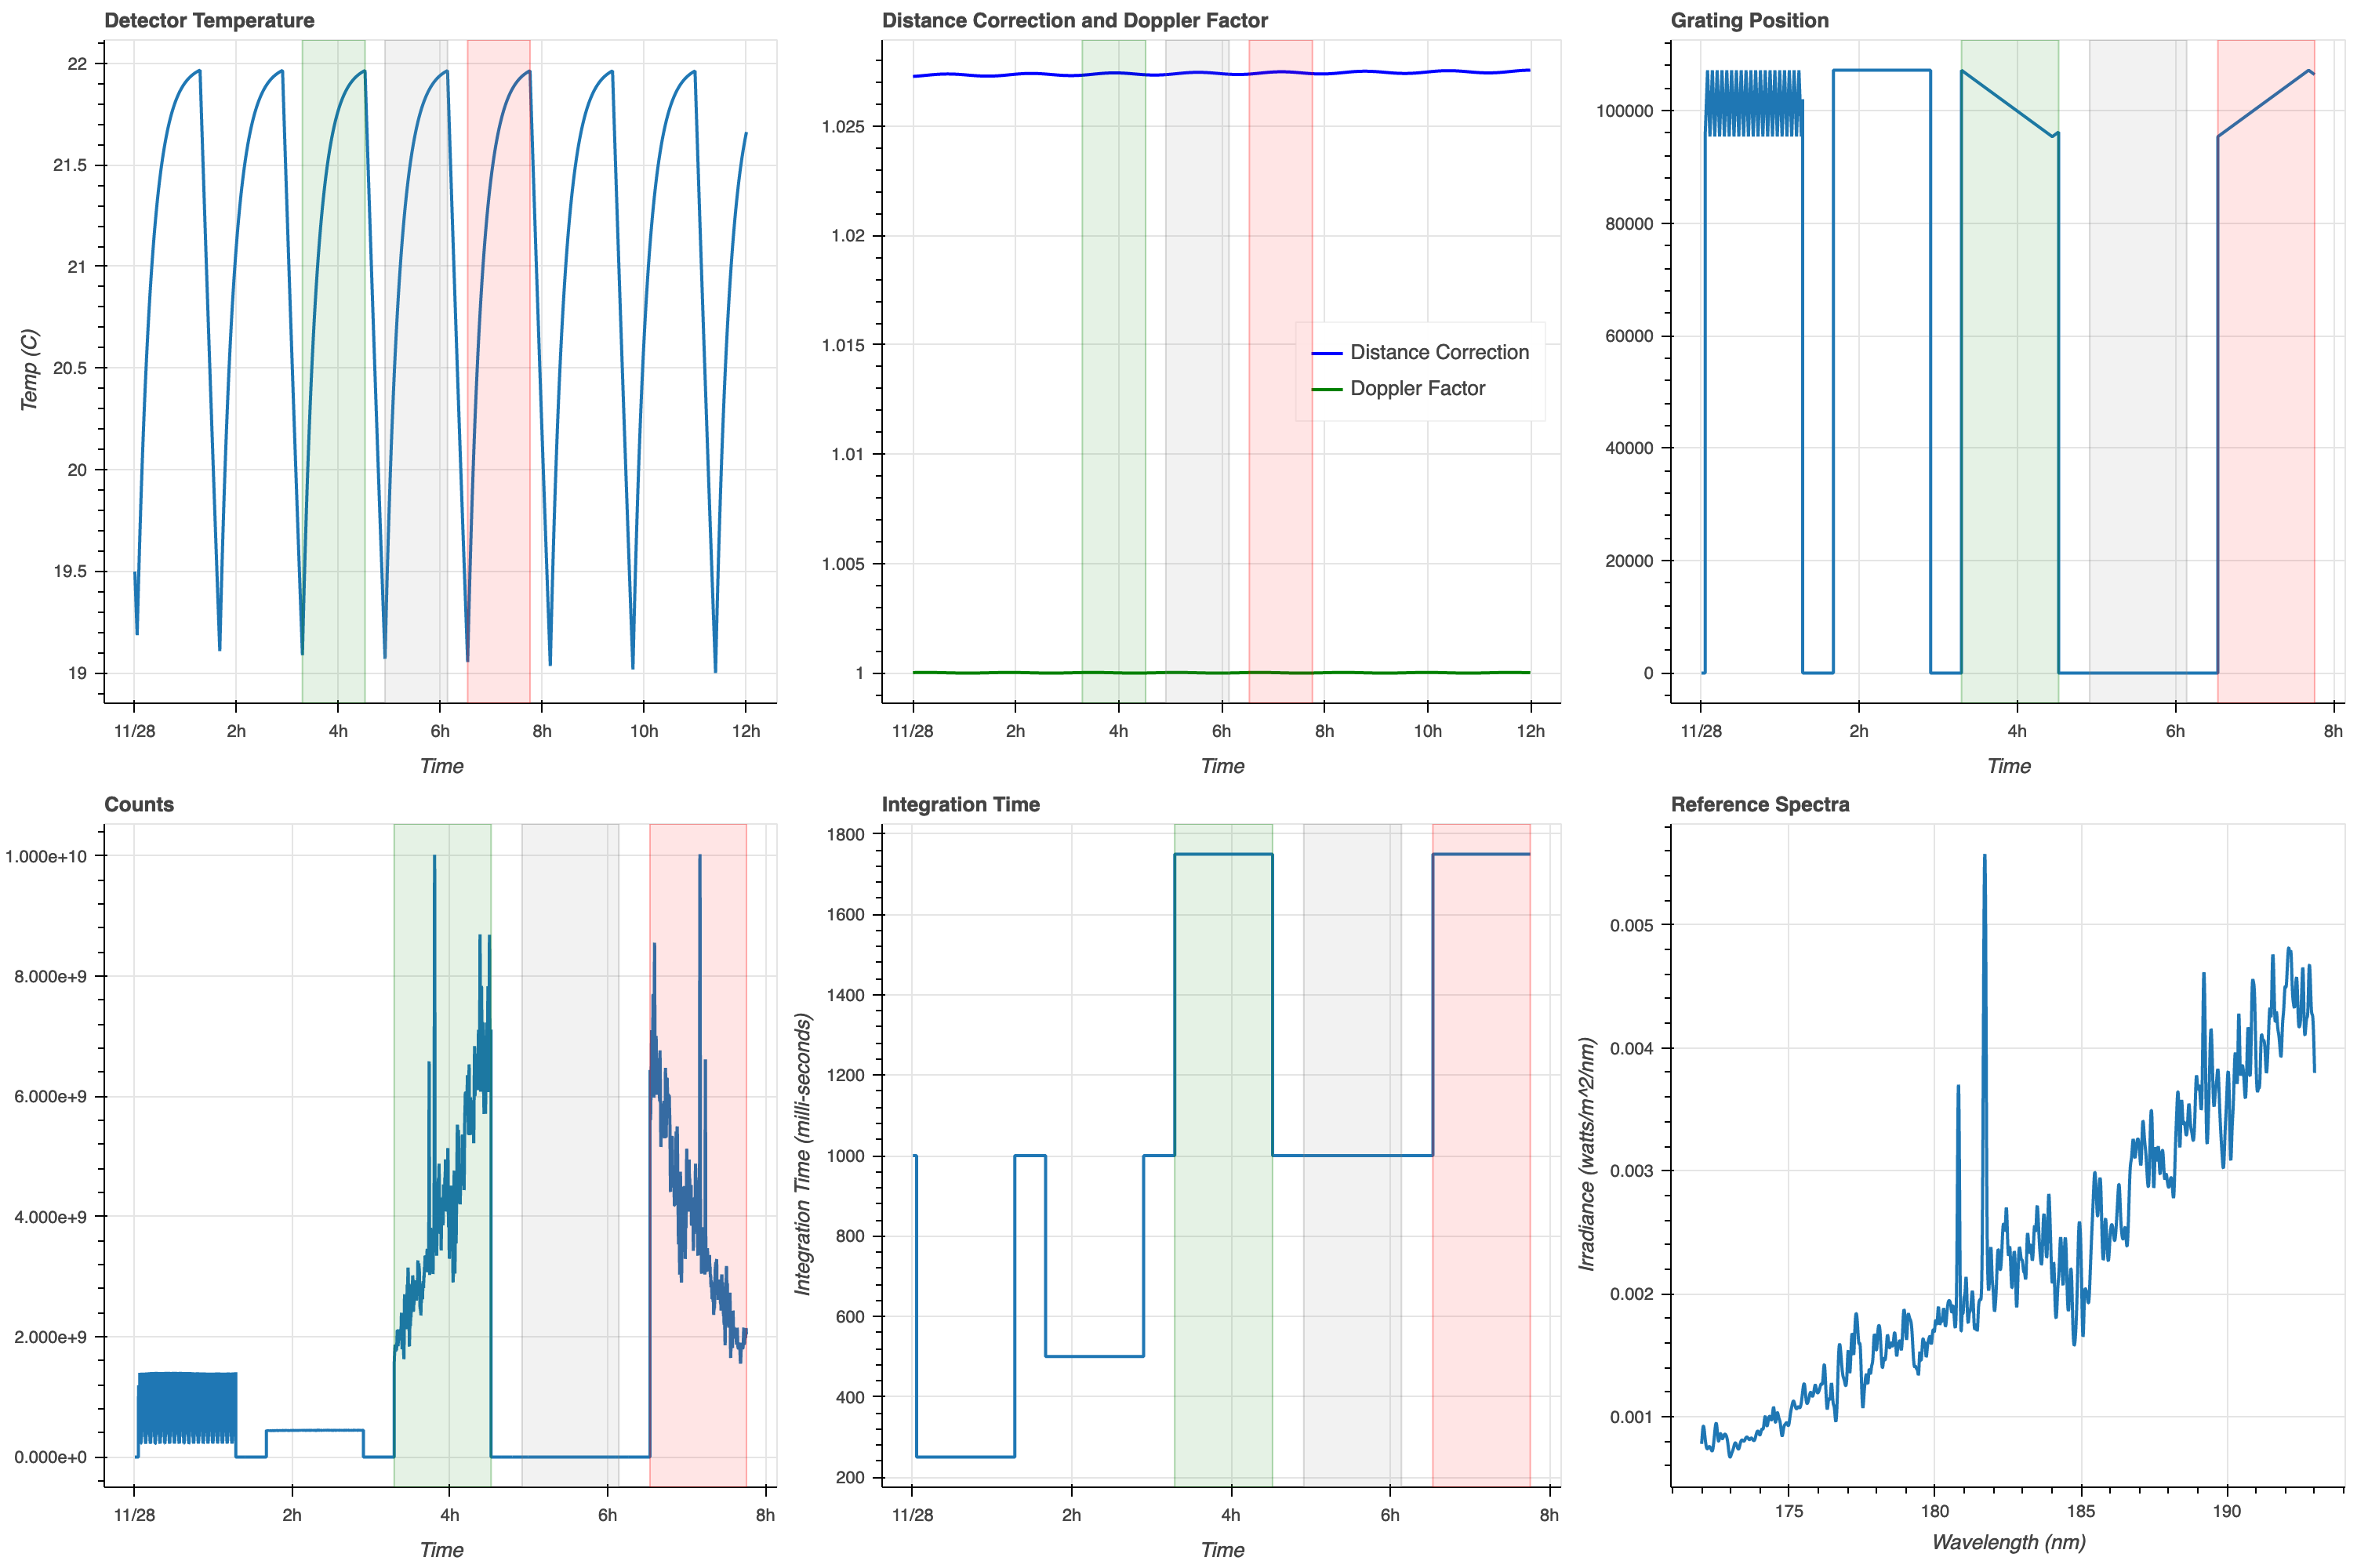 Detector Temperature
22
21.5
21
20.5
20
19.5
19
Temp (C)
11/28 2h 4h 6h 8h 10h 12h
Time
Distance Correction and Doppler Factor
1.025
1.02
1.015
1.01
1.005
1
Distance Correction
Doppler Factor
11/28 2h 4h 6h 8h 10h 12h
Time
Grating Position
100000
80000
60000
40000
20000
0
11/28 2h 4h 6h 8h
Time
Counts
1.000e+10
8.000e+9
6.000e+9
4.000e+9
2.000e+9
0.000e+0
11/28 2h 4h 6h 8h
Time
Integration Time
1800
1600
1400
1200
1000
800
600
400
200
Integration Time (milli-seconds)
11/28 2h 4h 6h 8h
Time
Reference Spectra
0.005
0.004
0.003
0.002
0.001
Irradiance (watts/m^2/nm)
175 180 185 190
Wavelength (nm)